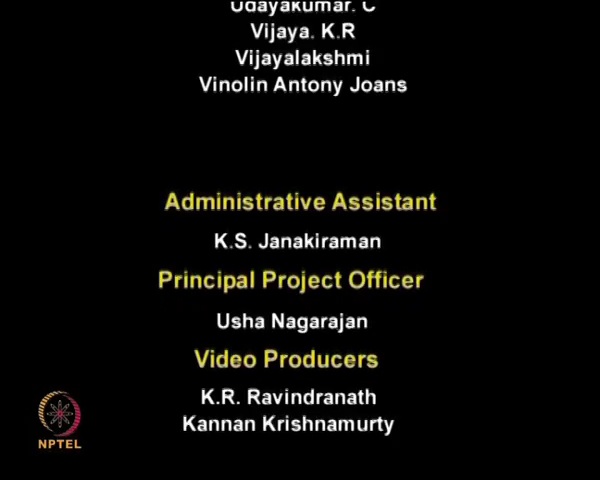 Udayakumar. C
Vijaya. K.R
Vijayalakshmi
Vinolin Antony Joans
Administrative Assistant
K.S. Janakiraman
Principal Project Officer
Usha Nagarajan
Video Producers
K.R. Ravindranath
Kannan Krishnamurty
NPTEL